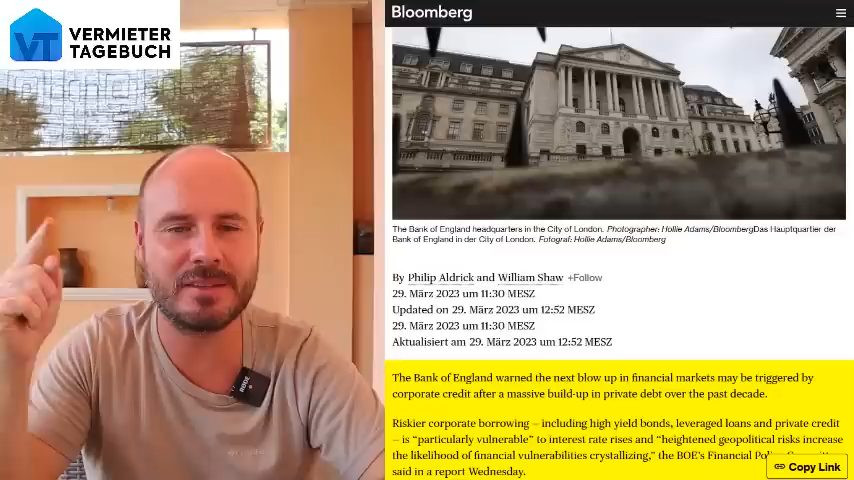 VT VERMIETER
TAGEBUCH
Bloomberg
The Bank of England headquarters in the City of London. Photographer: Hollie Adams/BloombergDas Hauptquartier der
Bank of England in der City of London. Fotograf: Hollie Adams/Bloomberg
By Philip Aldrick and William Shaw +Follow
29. März 2023 um 11:30 MESZ
Updated on 29. März 2023 um 12:52 MESZ
29. März 2023 um 11:30 MESZ
Aktualisiert am 29. März 2023 um 12:52 MESZ
The Bank of England warned the next blow up in financial markets may be triggered by
corporate credit after a massive build-up in private debt over the past decade.
Riskier corporate borrowing — including high yield bonds, leveraged loans and private credit
— is “particularly vulnerable” to interest rate rises and “heightened geopolitical risks increase
the likelihood of financial vulnerabilities crystallizing,” the BOE’s Financial
said in a report Wednesday.
Copy Link
RODE